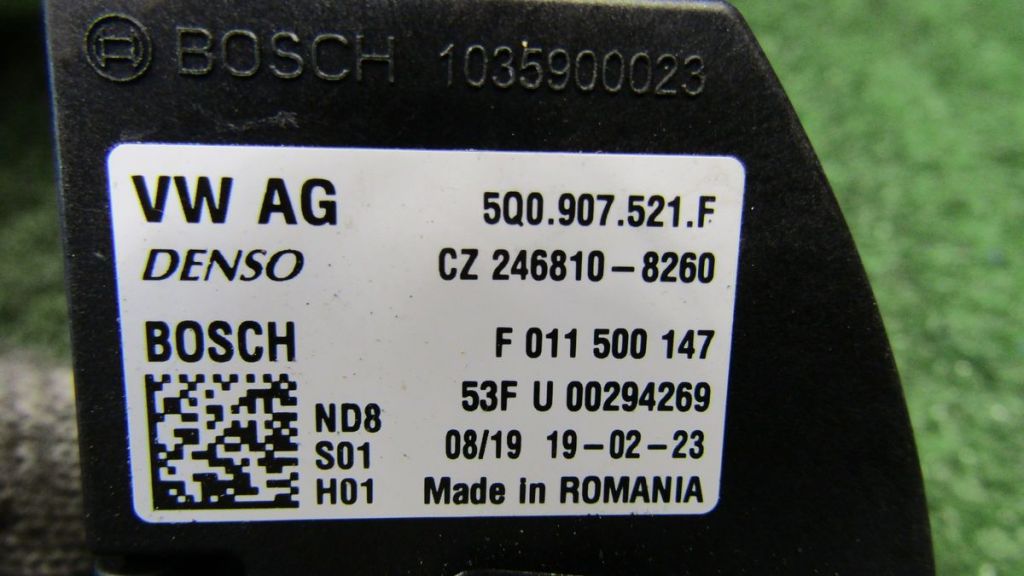 BOSCH 1035900023
VW AG 5Q0.907.521.F
DENSO CZ 246810-8260
BOSCH F 011 500 147
53F U 00294269
ND8
08/19 19-02-23
S01
H01 Made in ROMANIA